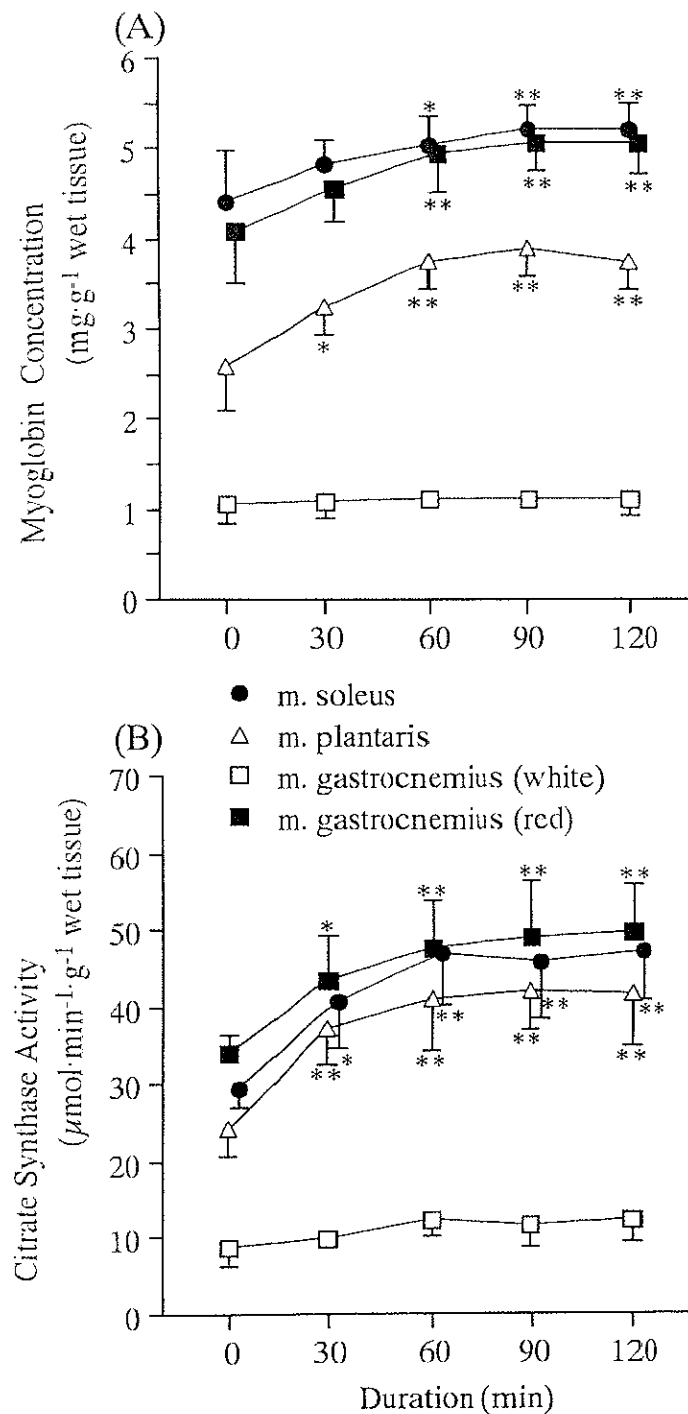 (A)
Myoglobin Concentration
(mg·g⁻¹ wet tissue)
6
5
4
3
2
1
0
* ** **
** ** **
* ** ** **
0 30 60 90 120
m. soleus
m. plantaris
m. gastrocnemius (white)
m. gastrocnemius (red)
(B)
Citrate Synthase Activity
(μmol·min⁻¹·g⁻¹ wet tissue)
70
60
50
40
30
20
10
0
* ** ** **
* ** ** **
** ** ** **
0 30 60 90 120
Duration (min)